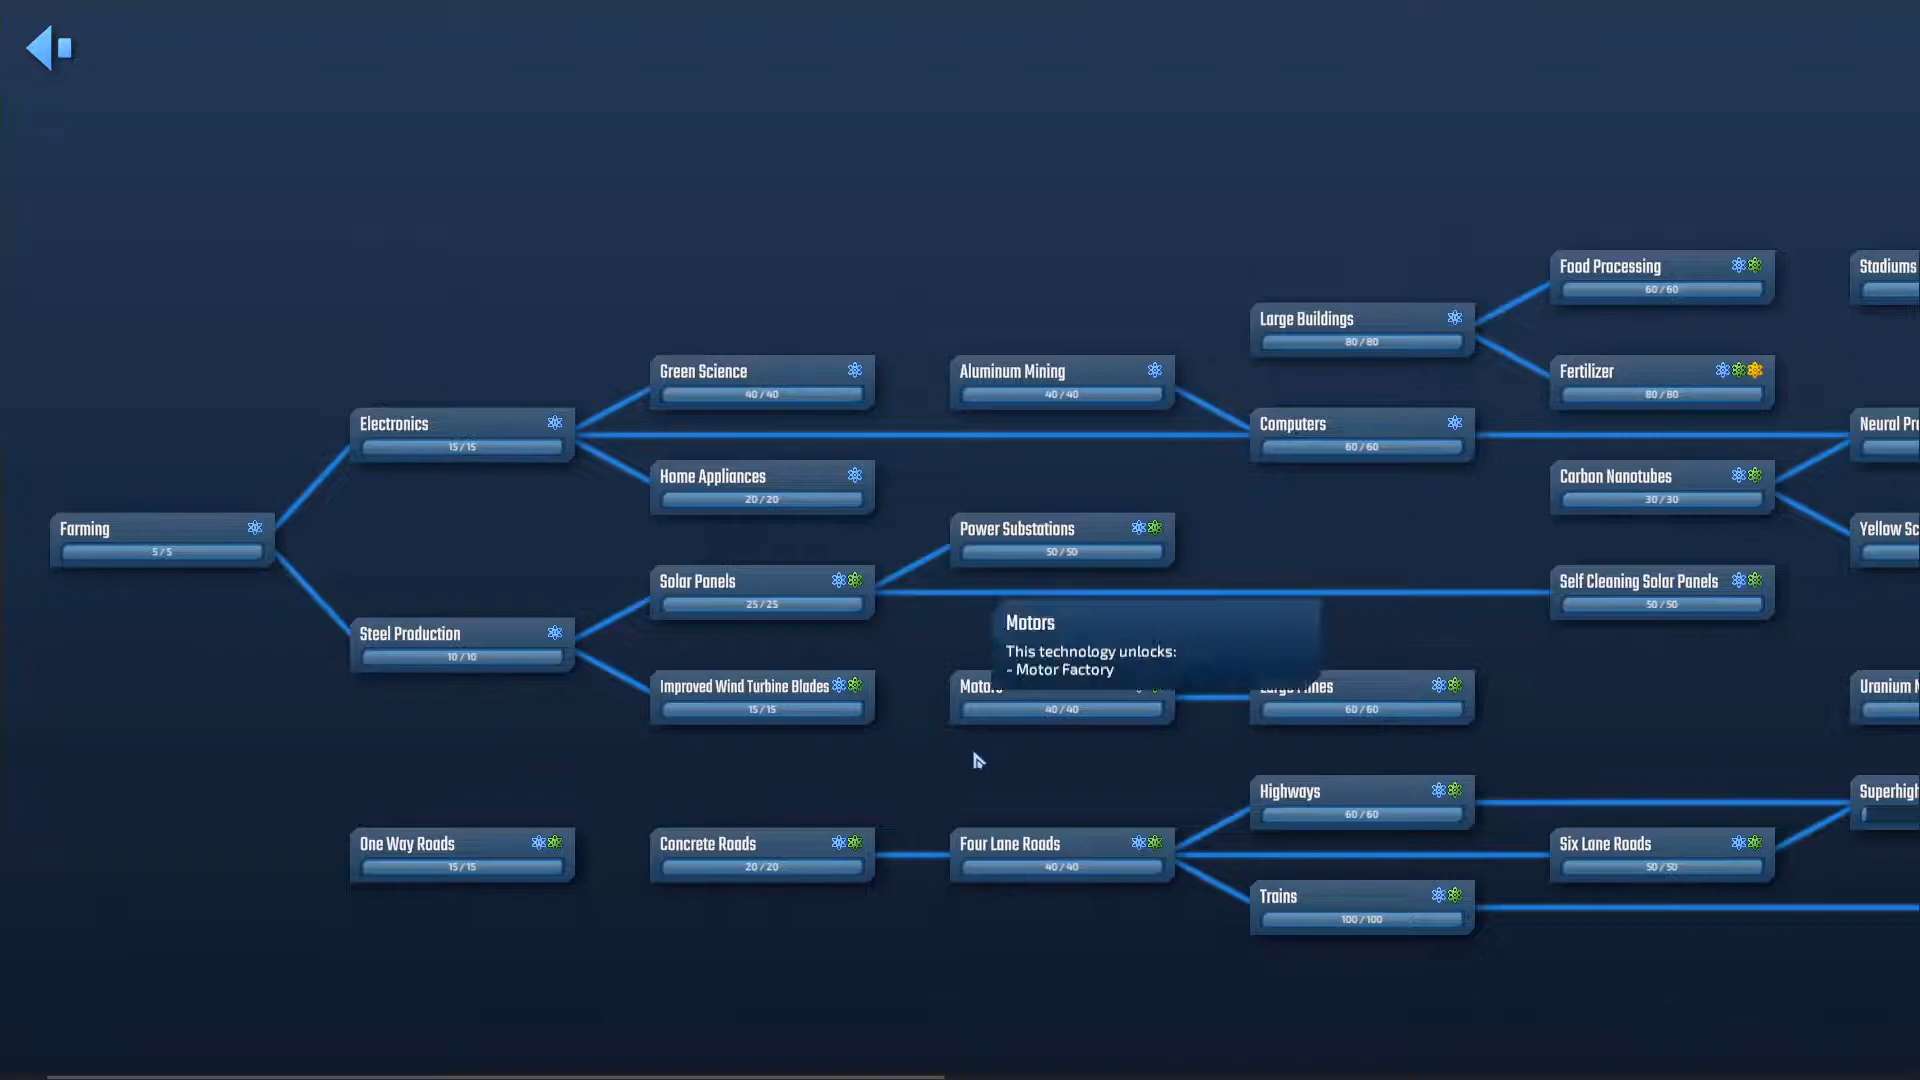 Food Processing
60 / 60
Stadiums
Large Buildings
80 / 80
Green Science
40 / 40
Aluminum Mining
40 / 40
Fertilizer
80 / 80
Electronics
15 / 15
Computers
60 / 60
Home Appliances
20 / 20
Carbon Nanotubes
30 / 30
Farming
5 / 5
Power Substations
50 / 50
Solar Panels
25 / 25
Self Cleaning Solar Panels
50 / 50
Motors
This technology unlocks:
- Motor Factory
Steel Production
10 / 10
Improved Wind Turbine Blades
15 / 15
40 / 40
60 / 60
Uranium
Highways
60 / 60
One Way Roads
15 / 15
Concrete Roads
20 / 20
Four Lane Roads
40 / 40
Six Lane Roads
50 / 50
Trains
100 / 100